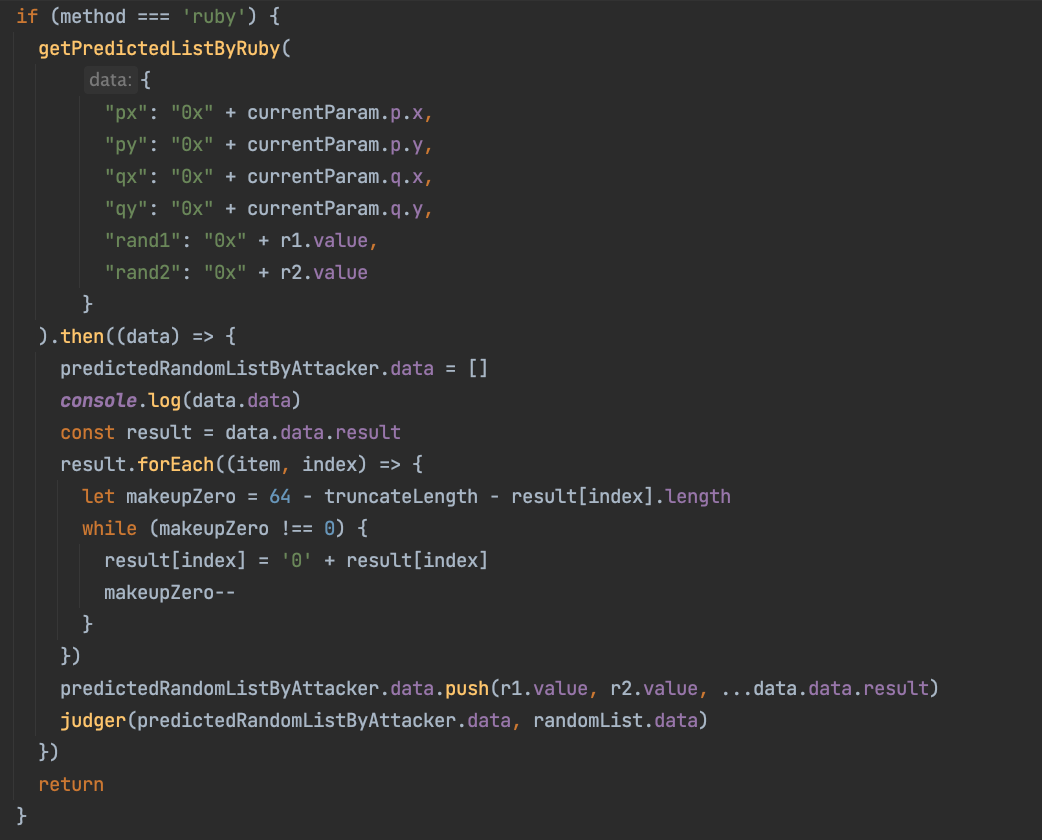 if (method === 'ruby') {
  getPredictedListByRuby(
      data: {
        "px": "0x" + currentParam.p.x,
        "py": "0x" + currentParam.p.y,
        "qx": "0x" + currentParam.q.x,
        "qy": "0x" + currentParam.q.y,
        "rand1": "0x" + r1.value,
        "rand2": "0x" + r2.value
      }
  ).then((data) => {
    predictedRandomListByAttacker.data = []
    console.log(data.data)
    const result = data.data.result
    result.forEach((item, index) => {
      let makeupZero = 64 - truncateLength - result[index].length
      while (makeupZero !== 0) {
        result[index] = '0' + result[index]
        makeupZero--
      }
    })
    predictedRandomListByAttacker.data.push(r1.value, r2.value, ...data.data.result)
    judger(predictedRandomListByAttacker.data, randomList.data)
  })
  return
}